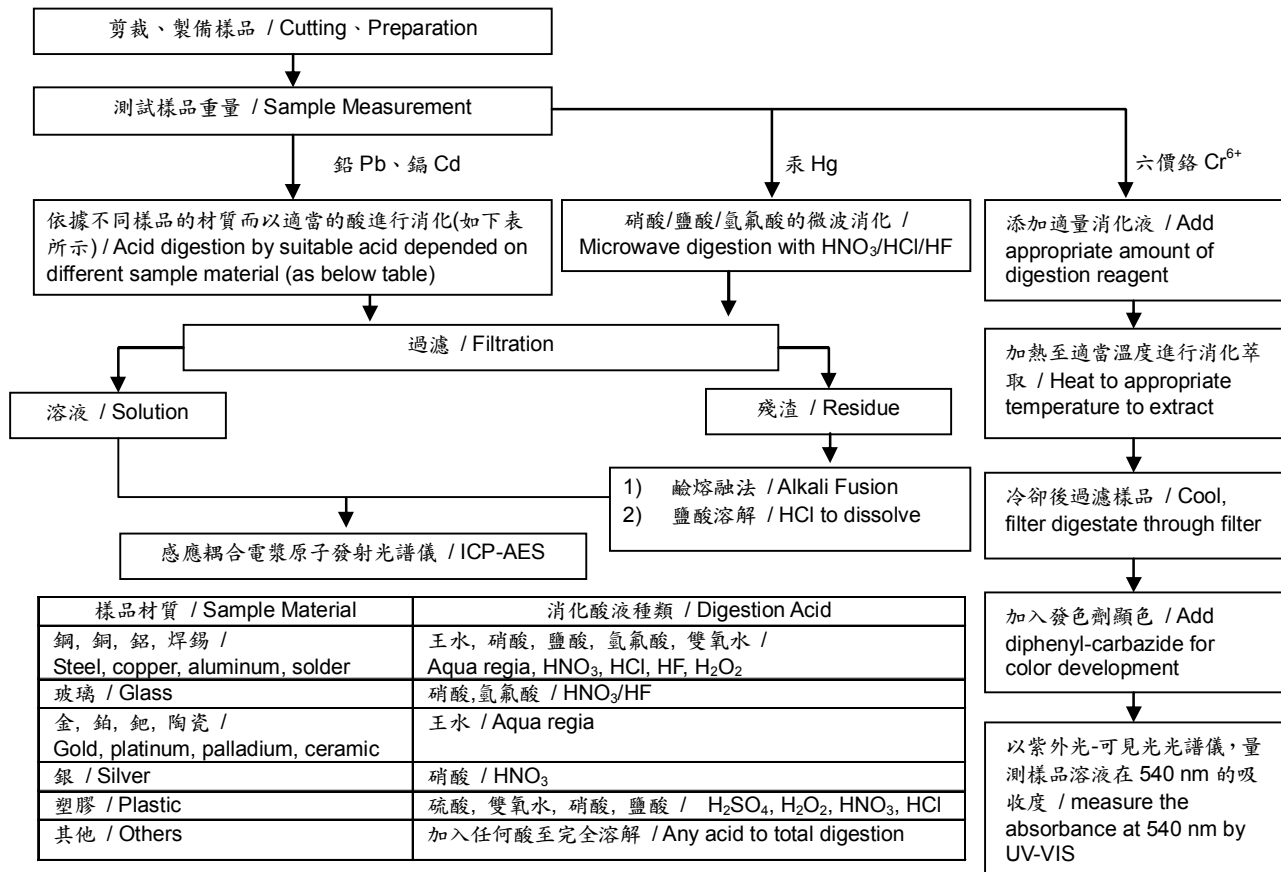 剪裁、製備樣品 / Cutting、Preparation
測試樣品重量 / Sample Measurement
鉛 Pb、鎘 Cd
汞 Hg
六價鉻 Cr⁶⁺
依據不同樣品的材質而以適當的酸進行消化(如下表
所示) / Acid digestion by suitable acid depended on
different sample material (as below table)
硝酸/鹽酸/氫氟酸的微波消化 /
Microwave digestion with HNO₃/HCl/HF
添加適量消化液 / Add
appropriate amount of
digestion reagent
過濾 / Filtration
加熱至適當溫度進行消化萃
取 / Heat to appropriate
temperature to extract
溶液 / Solution
殘渣 / Residue
1) 鹼熔融法 / Alkali Fusion
2) 鹽酸溶解 / HCl to dissolve
冷卻後過濾樣品 / Cool,
filter digestate through filter
感應耦合電漿原子發射光譜儀 / ICP-AES
加入發色劑顯色 / Add
diphenyl-carbazide for
color development
以紫外光-可見光光譜儀，量
測樣品溶液在 540 nm 的吸
收度 / measure the
absorbance at 540 nm by
UV-VIS
樣品材質 / Sample Material
消化酸液種類 / Digestion Acid
鋼, 銅, 鋁, 焊錫 /
Steel, copper, aluminum, solder
王水, 硝酸, 鹽酸, 氫氟酸, 雙氧水 /
Aqua regia, HNO₃, HCl, HF, H₂O₂
玻璃 / Glass
硝酸,氫氟酸 / HNO₃/HF
金, 鉑, 鈀, 陶瓷 /
Gold, platinum, palladium, ceramic
王水 / Aqua regia
銀 / Silver
硝酸 / HNO₃
塑膠 / Plastic
硫酸, 雙氧水, 硝酸, 鹽酸 / H₂SO₄, H₂O₂, HNO₃, HCl
其他 / Others
加入任何酸至完全溶解 / Any acid to total digestion